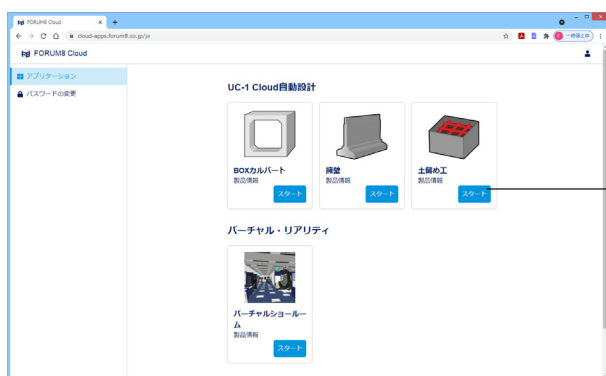 FORUM8 Cloud
cloud-apps.forum8.co.jp/ja
一時停止中
FORUM8 Cloud
アプリケーション
パスワードの変更
UC-1 Cloud自動設計
BOXカルバート
製品情報
スタート
擁壁
製品情報
スタート
土留め工
製品情報
スタート
バーチャル・リアリティ
バーチャルショールー
ム
製品情報
スタート